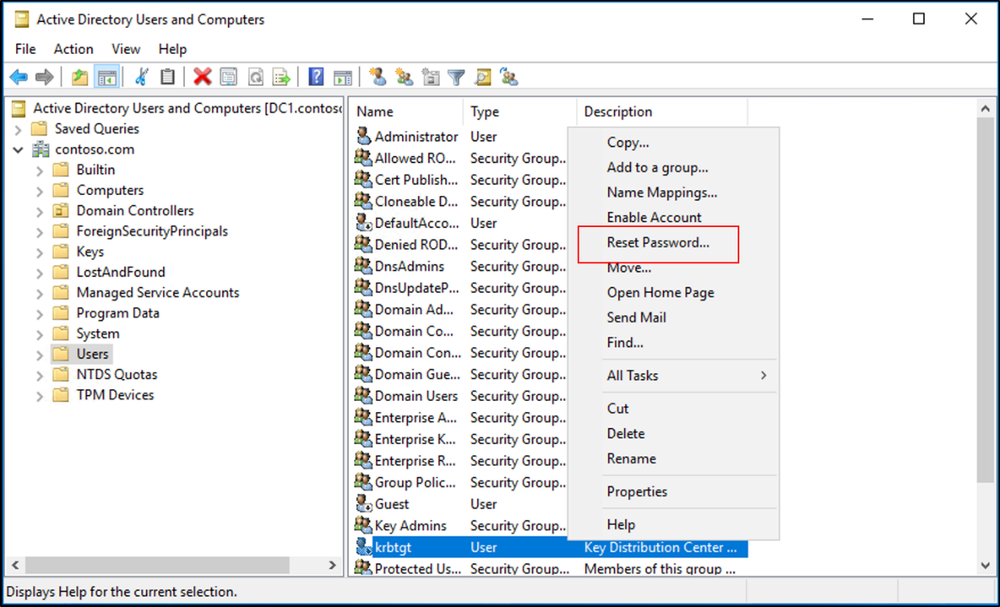 Active Directory Users and Computers
File Action View Help
Active Directory Users and Computers [DC1.contoso
Saved Queries
contoso.com
Builtin
Computers
Domain Controllers
ForeignSecurityPrincipals
Keys
LostAndFound
Managed Service Accounts
Program Data
System
Users
NTDS Quotas
TPM Devices
Name Type Description
Administrator User
Allowed RO... Security Group...
Cert Publish... Security Group...
Cloneable D... Security Group...
DefaultAcco... User
Denied ROD... Security Group...
DnsAdmins Security Group...
DnsUpdateP... Security Group...
Domain Ad... Security Group...
Domain Co... Security Group...
Domain Con... Security Group...
Domain Gue... Security Group...
Domain Users Security Group...
Enterprise A... Security Group...
Enterprise K... Security Group...
Enterprise R... Security Group...
Group Polic... Security Group...
Guest User
Key Admins Security Group...
krbtgt User Key Distribution Center ...
Protected Us... Security Group... Members of this group ...
Copy...
Add to a group...
Name Mappings...
Enable Account
Reset Password...
Move...
Open Home Page
Send Mail
Find...
All Tasks
Cut
Delete
Rename
Properties
Help
Displays Help for the current selection.